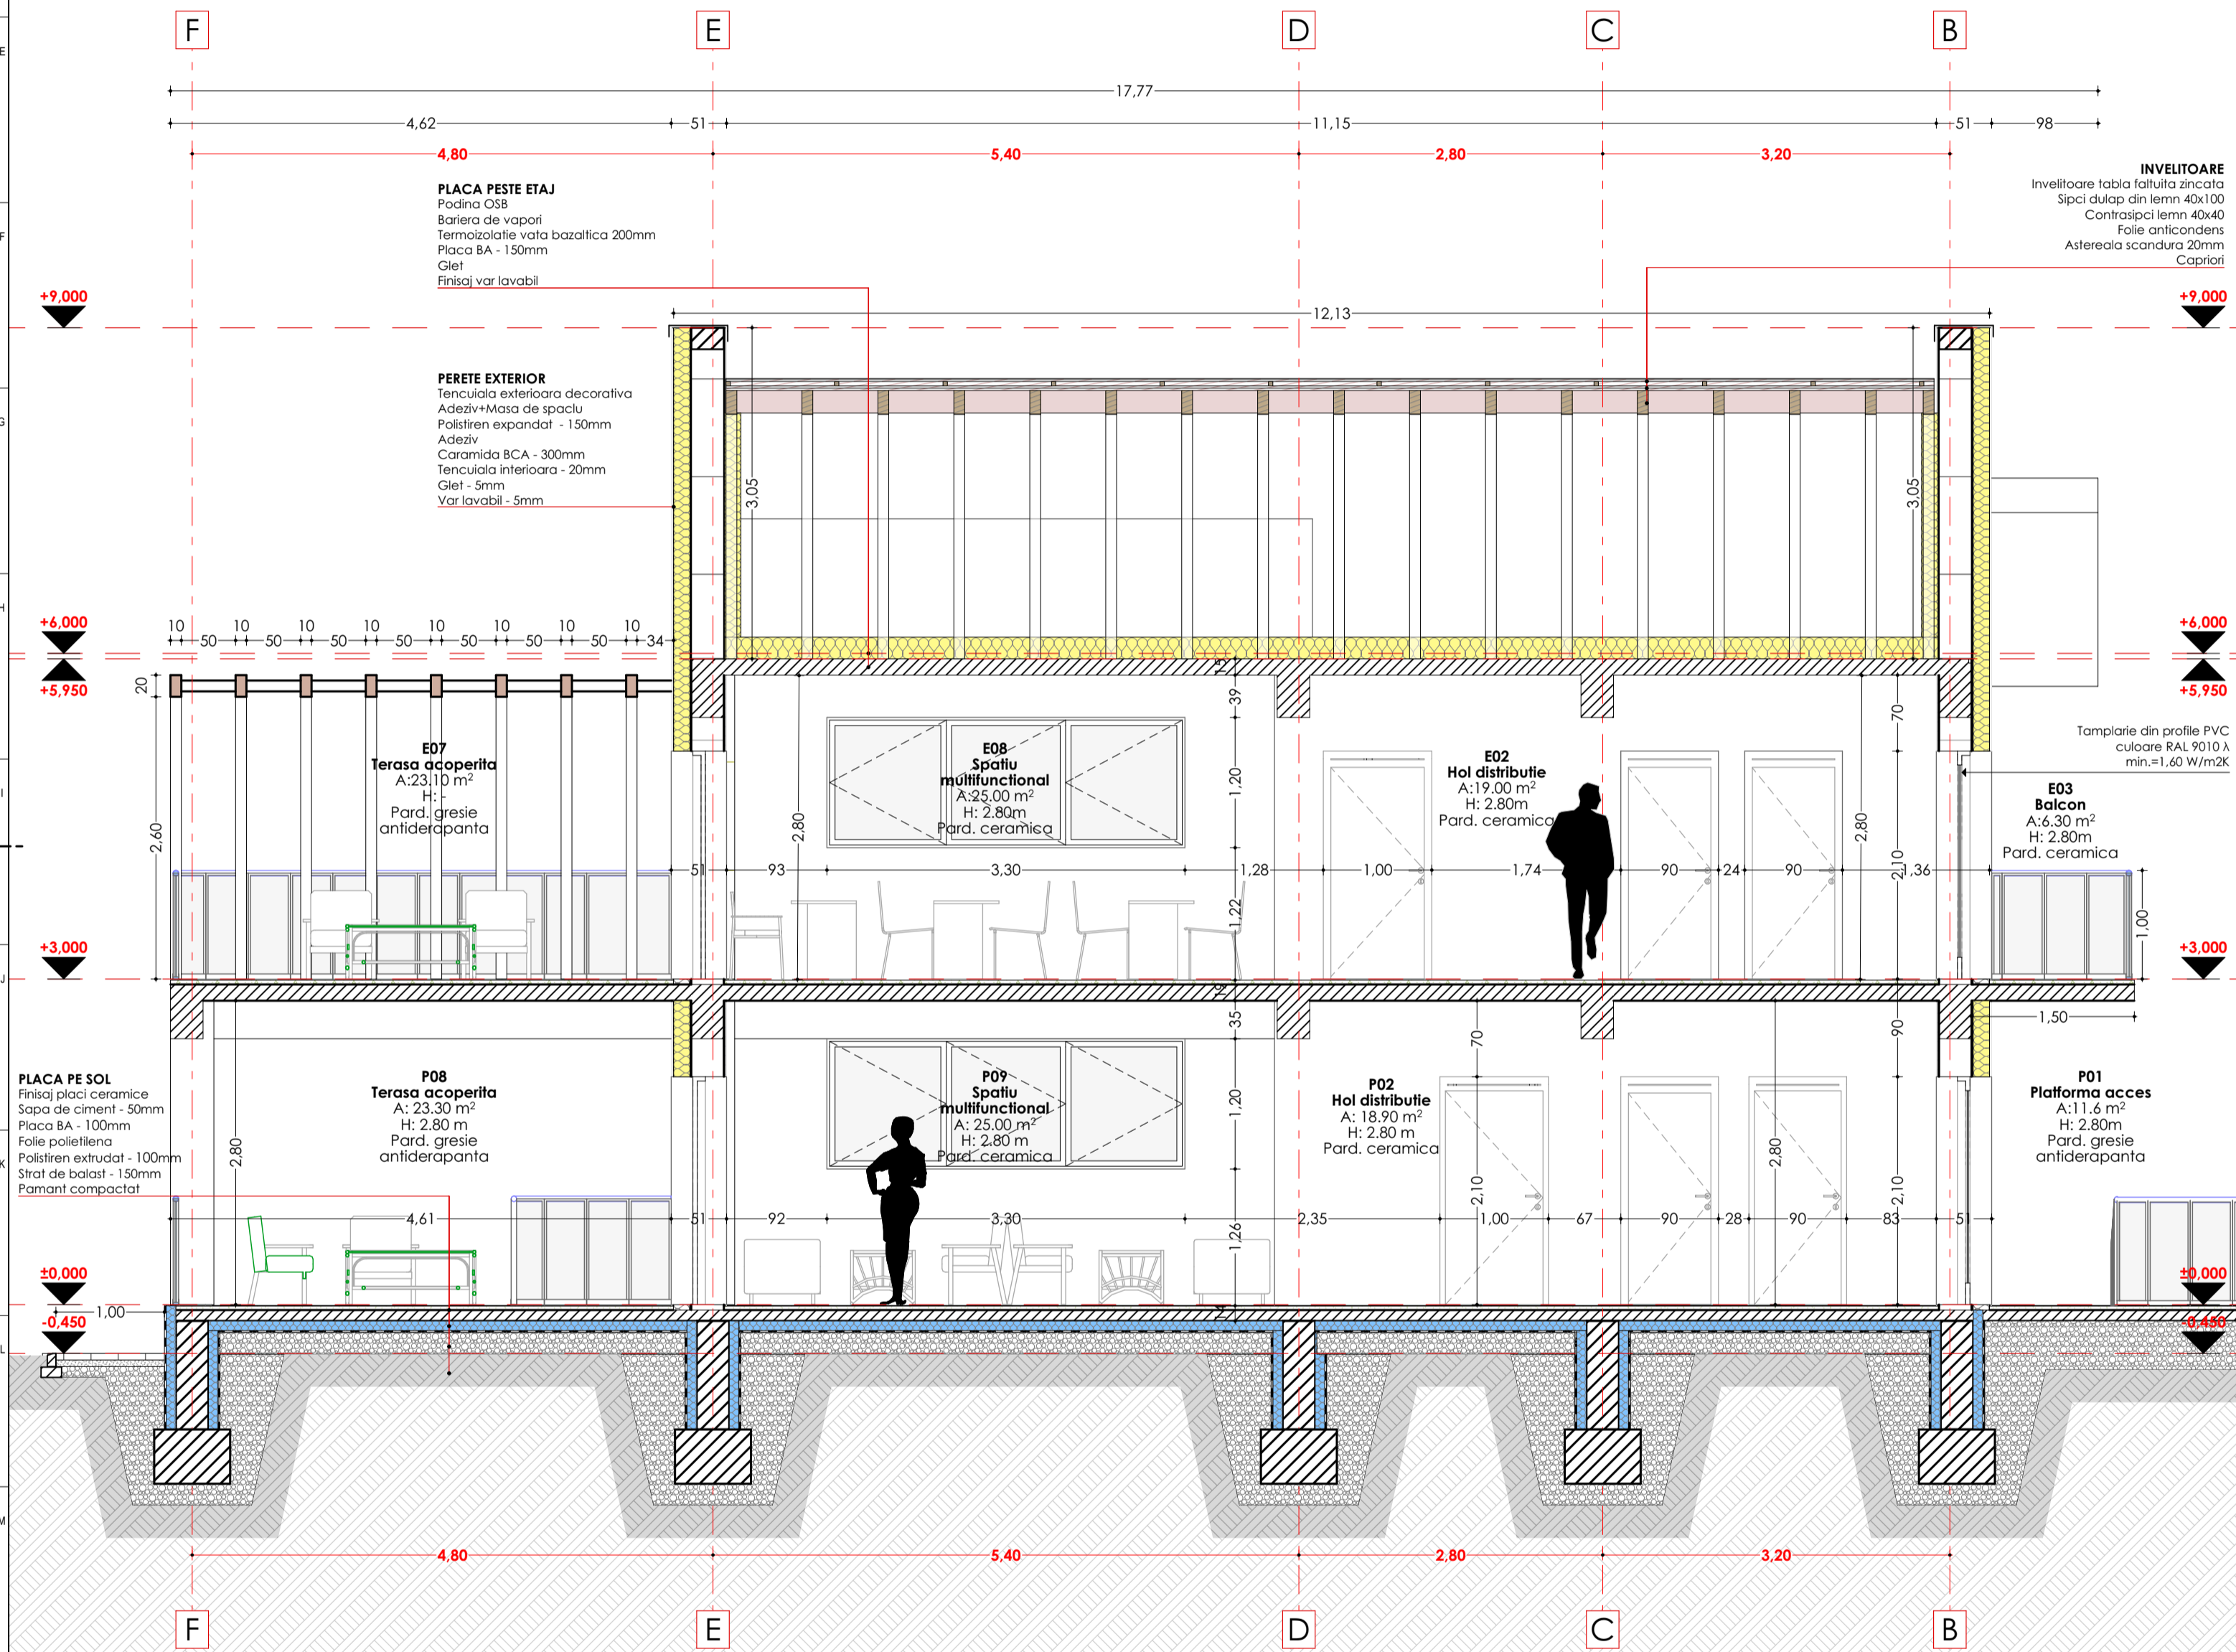 F E D C B
17,77
4,62 51 11,15 51 98
4,80 5,40 2,80 3,20
PLACA PESTE ETAJ
Podina OSB
Bariera de vapori
Termoizolatie vata bazaltica 200mm
Placa BA - 150mm
Glet
Finisaj var lavabil
INVELITOARE
Invelitoare tabla faltuita zincata
Sipci dulap din lemn 40x100
Contrasipci lemn 40x40
Folie anticondens
Astereala scandura 20mm
Capriori
+9,000 +9,000
12,13
PERETE EXTERIOR
Tencuiala exterioara decorativa
Adeziv+Masa de spaclu
Polistiren expandat - 150mm
Adeziv
Caramida BCA - 300mm
Tencuiala interioara - 20mm
Glet - 5mm
Var lavabil - 5mm
3,05 3,05
+6,000 +6,000
10 10 10 10 10 10 10 10
50 50 50 50 50 50 50 34
+5,950 +5,950
20
15
39
70
Tamplarie din profile PVC
culoare RAL 9010 λ
min.=1,60 W/m2K
E07
Terasa acoperita
A:23.10 m²
H: -
Pard. gresie
antiderapanta
E08
Spatiu
multifunctional
A:25.00 m²
H: 2.80m
Pard. ceramica
E02
Hol distributie
A:19.00 m²
H: 2.80m
Pard. ceramica
E03
Balcon
A:6.30 m²
H: 2.80m
Pard. ceramica
2,60
2,80
1,20
2,80
2,10
51 93 3,30 1,28 1,00 1,74 90 24 90 1,36
1,22
1,00
+3,000 +3,000
19
35
70
90
1,50
PLACA PE SOL
Finisaj placi ceramice
Sapa de ciment - 50mm
Placa BA - 100mm
Folie polietilena
Polistiren extrudat - 100mm
Strat de balast - 150mm
Pamant compactat
P08
Terasa acoperita
A: 23.30 m²
H: 2.80 m
Pard. gresie
antiderapanta
P09
Spatiu
multifunctional
A: 25.00 m²
H: 2.80 m
Pard. ceramica
P02
Hol distributie
A: 18.90 m²
H: 2.80 m
Pard. ceramica
P01
Platforma acces
A:11.6 m²
H: 2.80m
Pard. gresie
antiderapanta
2,80
1,20
2,10
2,80
2,10
4,61 51 92 3,30 2,35 1,00 67 90 28 90 83 51
1,26
±0,000 ±0,000
1,00
14
-0,450 -0,450
4,80 5,40 2,80 3,20
F E D C B
E
F
G
H
I
J
K
L
M